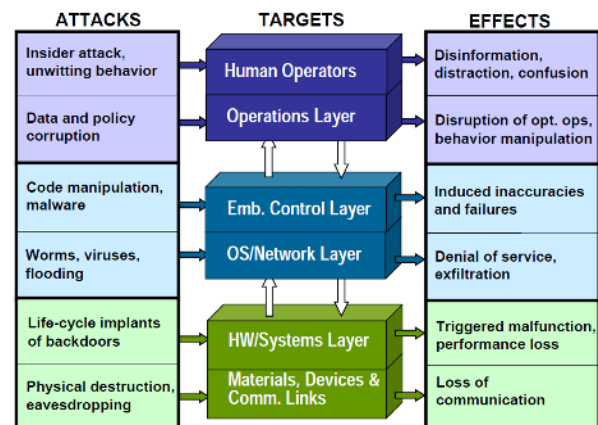 ATTACKS
TARGETS
EFFECTS
Insider attack,
unwitting behavior
Human Operators
Disinformation,
distraction, confusion
Data and policy
corruption
Operations Layer
Disruption of opt. ops,
behavior manipulation
Code manipulation,
malware
Emb. Control Layer
Induced inaccuracies
and failures
Worms, viruses,
flooding
OS/Network Layer
Denial of service,
exfiltration
Life-cycle implants
of backdoors
HW/Systems Layer
Triggered malfunction,
performance loss
Physical destruction,
eavesdropping
Materials, Devices &
Comm. Links
Loss of
communication